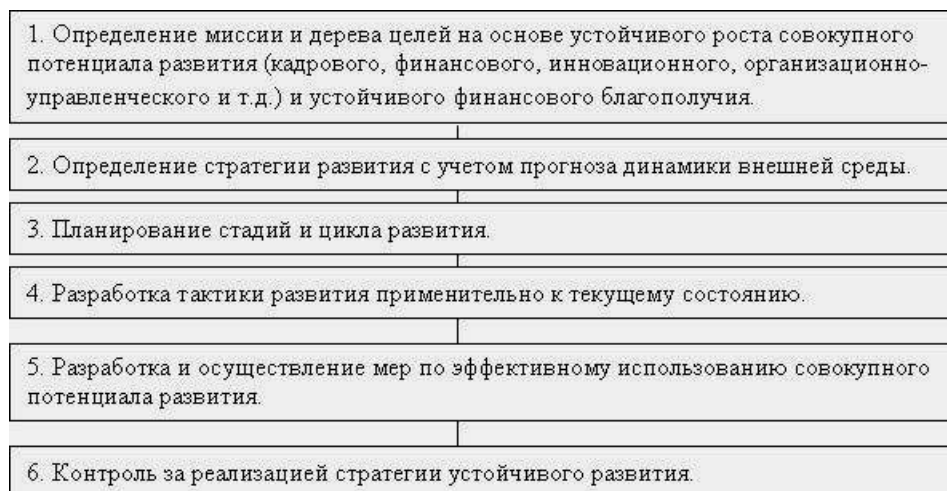 1. Определение миссии и дерева целей на основе устойчивого роста совокупного
потенциала развития (кадрового, финансового, инновационного, организационно-
управленческого и т.д.) и устойчивого финансового благополучия.
2. Определение стратегии развития с учетом прогноза динамики внешней среды.
3. Планирование стадий и цикла развития.
4. Разработка тактики развития применительно к текущему состоянию.
5. Разработка и осуществление мер по эффективному использованию совокупного
потенциала развития.
6. Контроль за реализацией стратегии устойчивого развития.